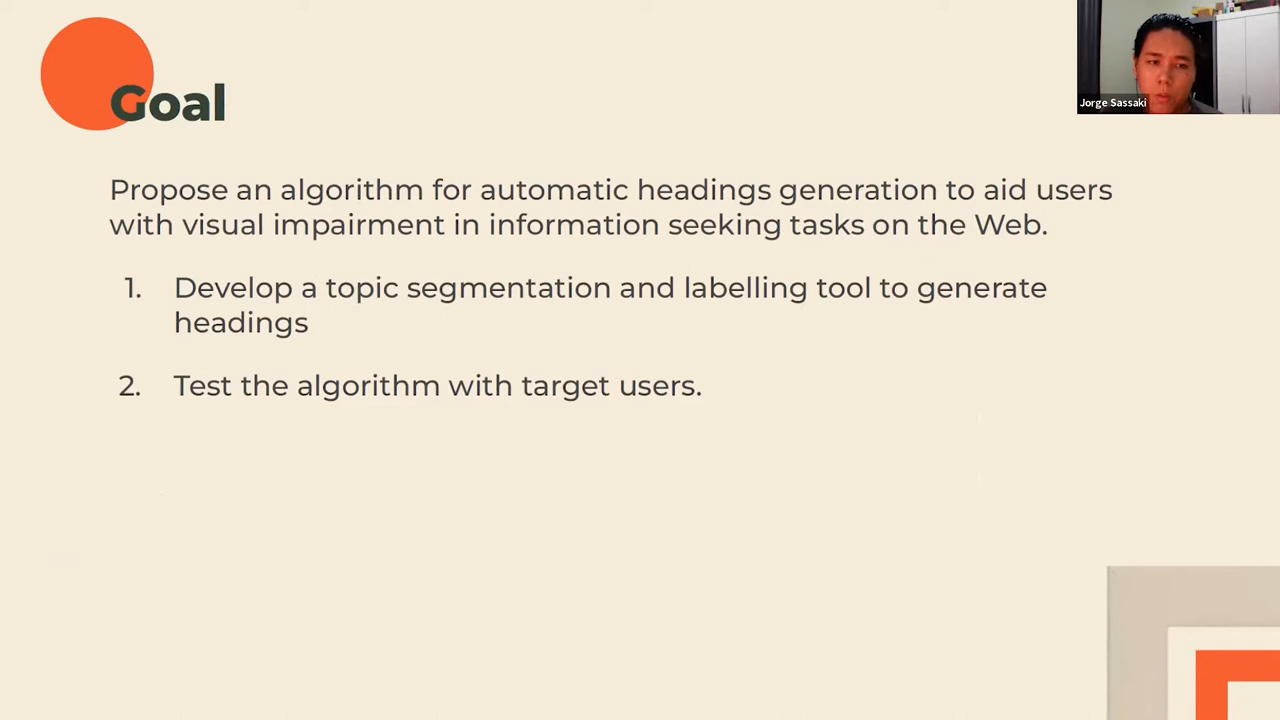 Goal
Jorge Sassaki
Propose an algorithm for automatic headings generation to aid users
with visual impairment in information seeking tasks on the Web.
1. Develop a topic segmentation and labelling tool to generate
headings
2. Test the algorithm with target users.